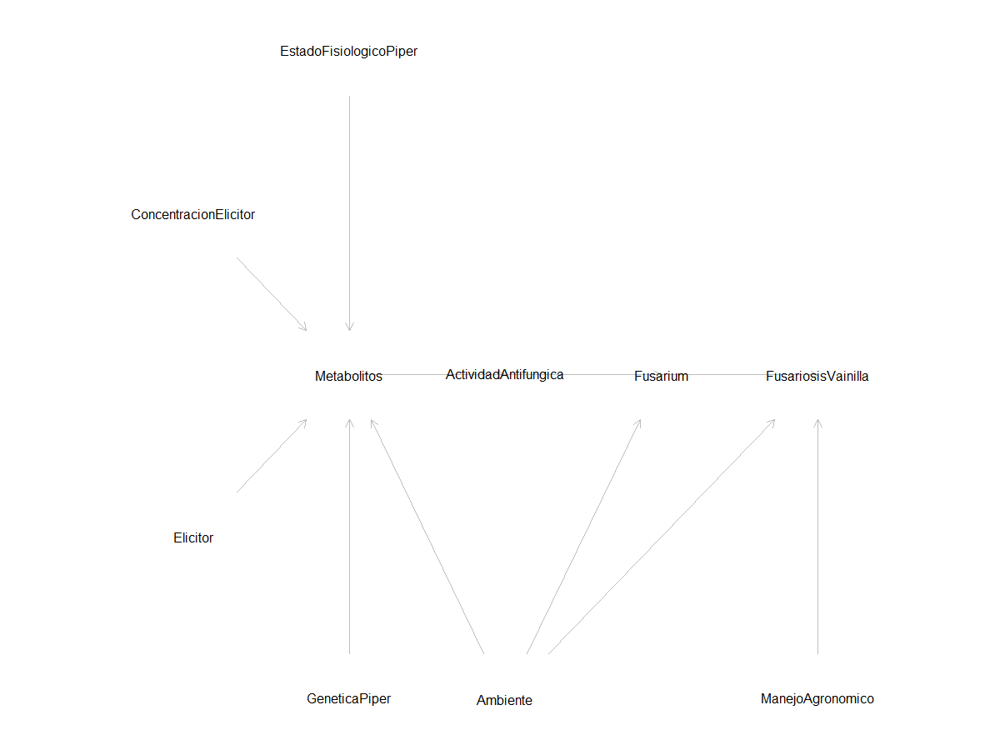 EstadoFisiologicoPiper
ConcentracionElicitor
Metabolitos
ActividadAntifungica
Fusarium
FusariosisVainilla
Elicitor
GeneticaPiper
Ambiente
ManejoAgronomico